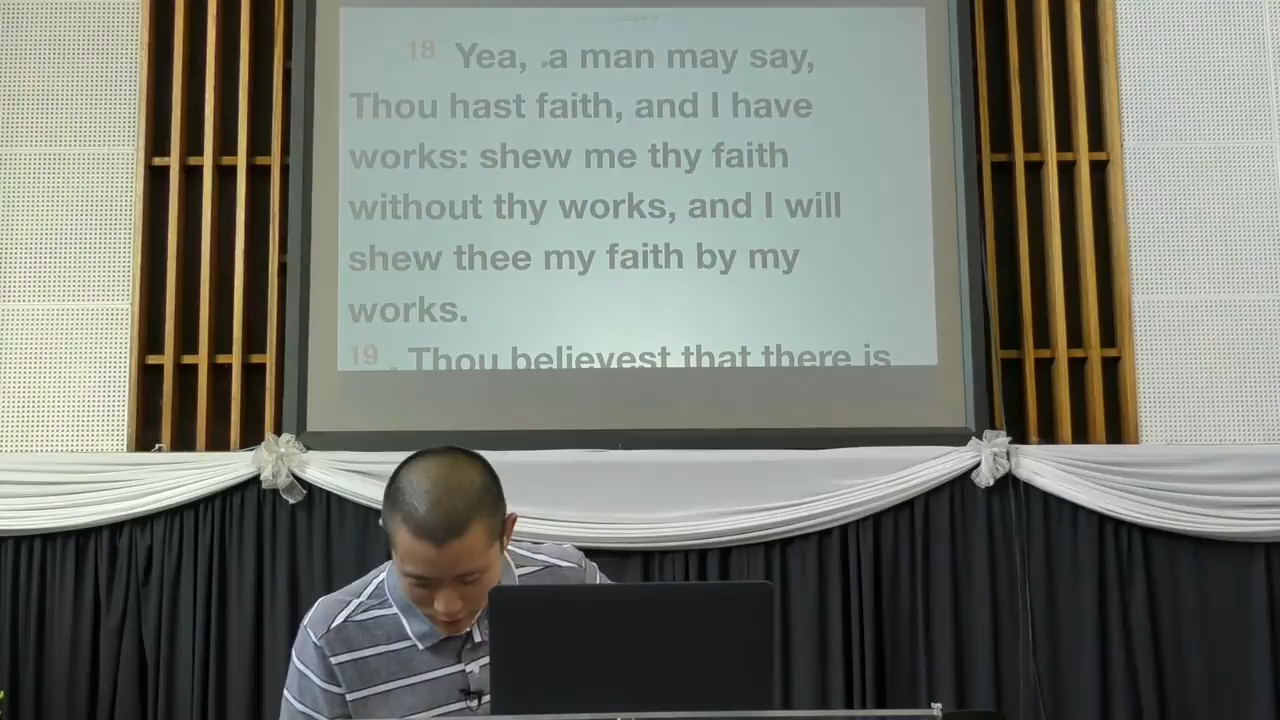 18 Yea, a man may say,
Thou hast faith, and I have
works: shew me thy faith
without thy works, and I will
shew thee my faith by my
works.
19 Thou believest that there is